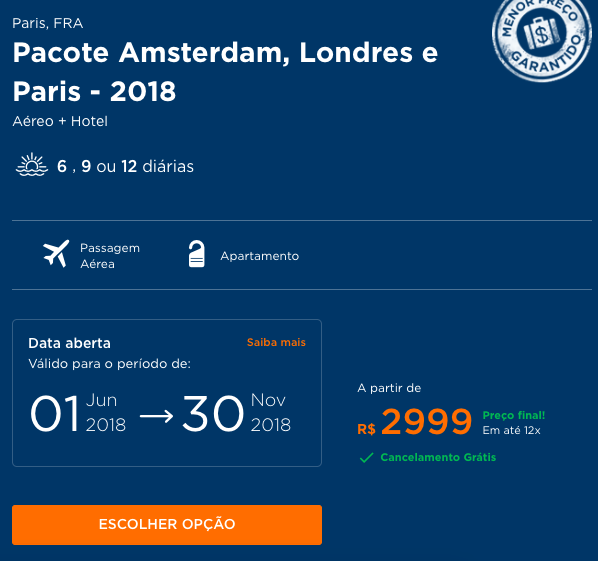 Paris, FRA
MENOR PREÇO
GARANTIDO
Pacote Amsterdam, Londres e
Paris - 2018
Aéreo + Hotel
6 , 9 ou 12 diárias
Passagem
Aérea
Apartamento
Data aberta
Saiba mais
Válido para o período de:
01 Jun 2018 → 30 Nov 2018
A partir de
R$ 2999
Preço final!
Em até 12x
Cancelamento Grátis
ESCOLHER OPÇÃO